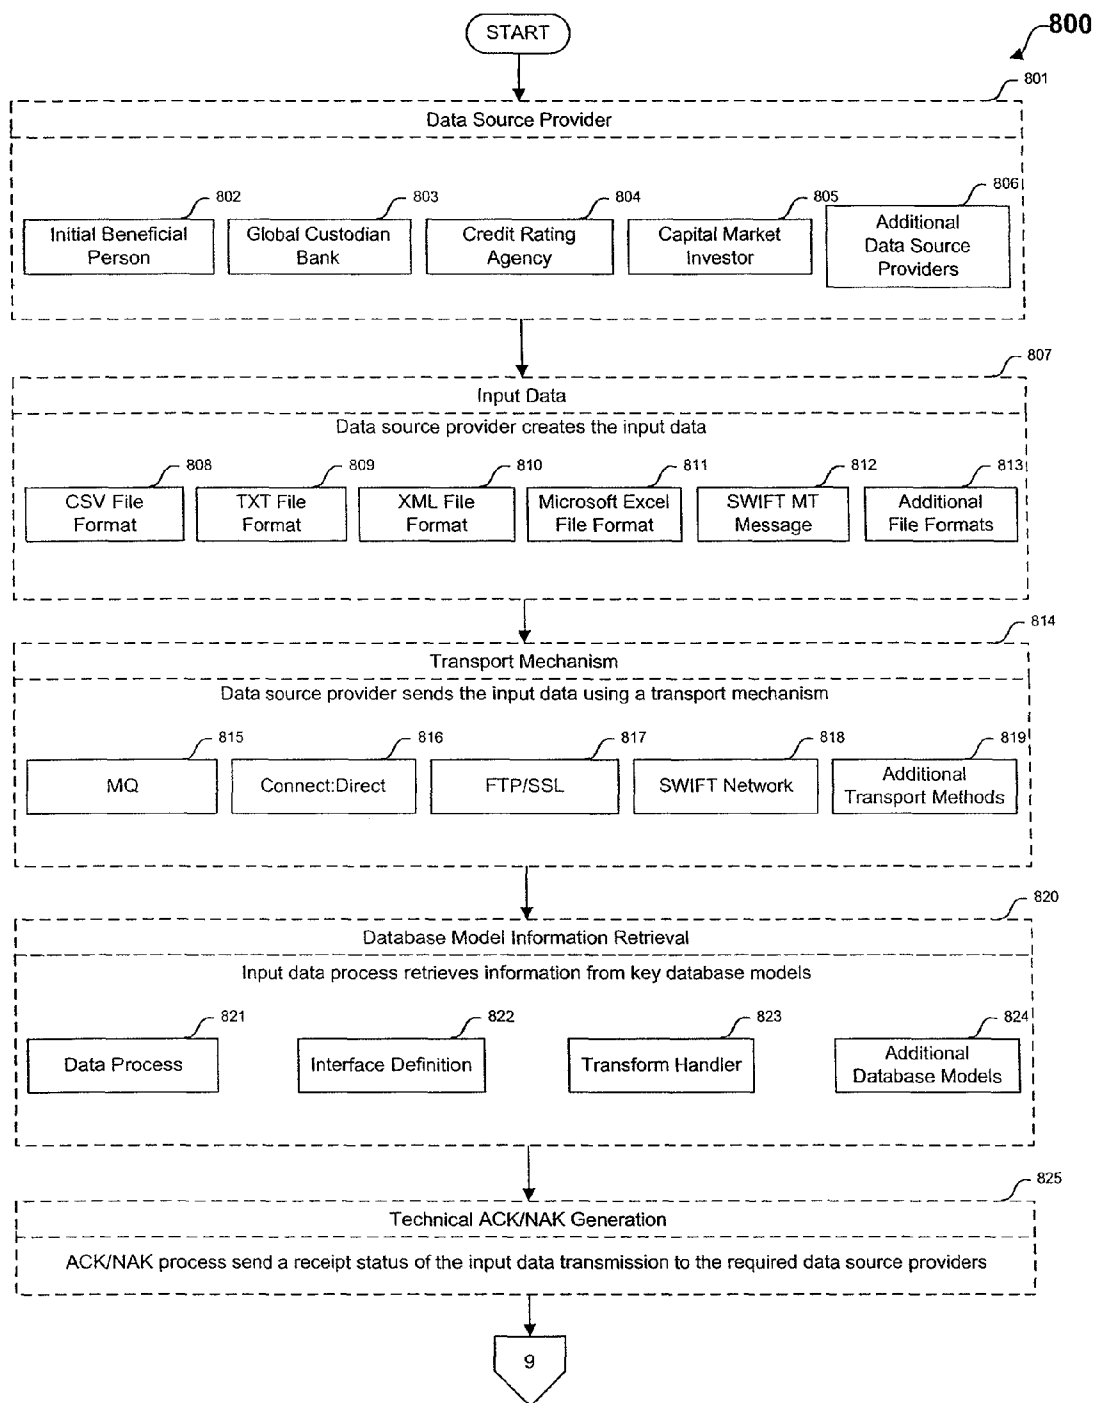 START
800
801
Data Source Provider
802
803
804
805
806
Initial Beneficial
Person
Global Custodian
Bank
Credit Rating
Agency
Capital Market
Investor
Additional
Data Source
Providers
807
Input Data
Data source provider creates the input data
808
809
810
811
812
813
CSV File
Format
TXT File
Format
XML File
Format
Microsoft Excel
File Format
SWIFT MT
Message
Additional
File Formats
814
Transport Mechanism
Data source provider sends the input data using a transport mechanism
815
816
817
818
819
MQ
Connect:Direct
FTP/SSL
SWIFT Network
Additional
Transport Methods
820
Database Model Information Retrieval
Input data process retrieves information from key database models
821
822
823
824
Data Process
Interface Definition
Transform Handler
Additional
Database Models
825
Technical ACK/NAK Generation
ACK/NAK process send a receipt status of the input data transmission to the required data source providers
9